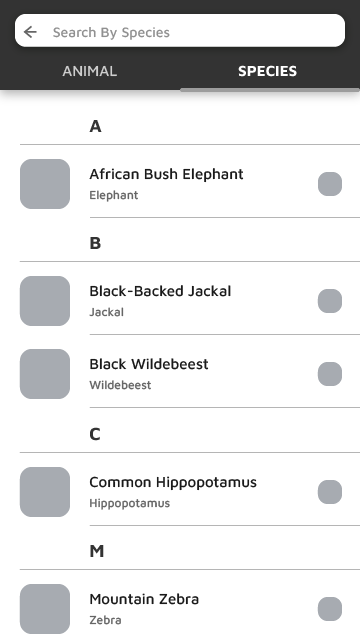 Search By Species
ANIMAL
SPECIES
A
African Bush Elephant
Elephant
B
Black-Backed Jackal
Jackal
Black Wildebeest
Wildebeest
C
Common Hippopotamus
Hippopotamus
M
Mountain Zebra
Zebra